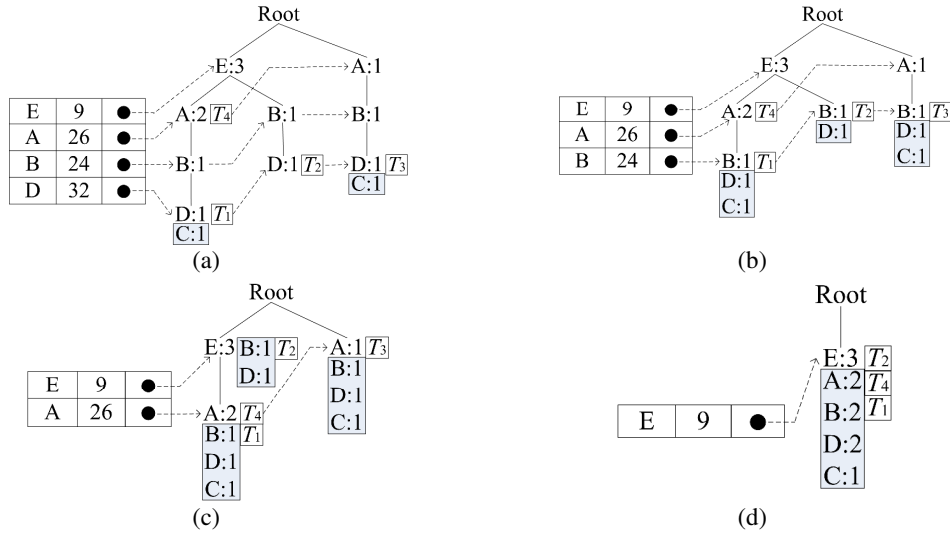 Root
E:3 A:1
E 9
A 26
B 24
D 32
A:2 T4 B:1 B:1
B:1 D:1 T2 D:1 T3
C:1
D:1 T1
C:1
(a)
Root
E:3 A:1
E 9
A 26
B 24
A:2 T4 B:1 T2 B:1 T3
D:1 D:1
C:1
B:1 T1
D:1
C:1
(b)
Root
E:3 B:1 T2 A:1 T3
D:1 B:1
D:1
C:1
E 9
A 26
A:2 T4
B:1 T1
D:1
C:1
(c)
Root
E:3 T2
A:2 T4
B:2 T1
D:2
C:1
E 9
(d)